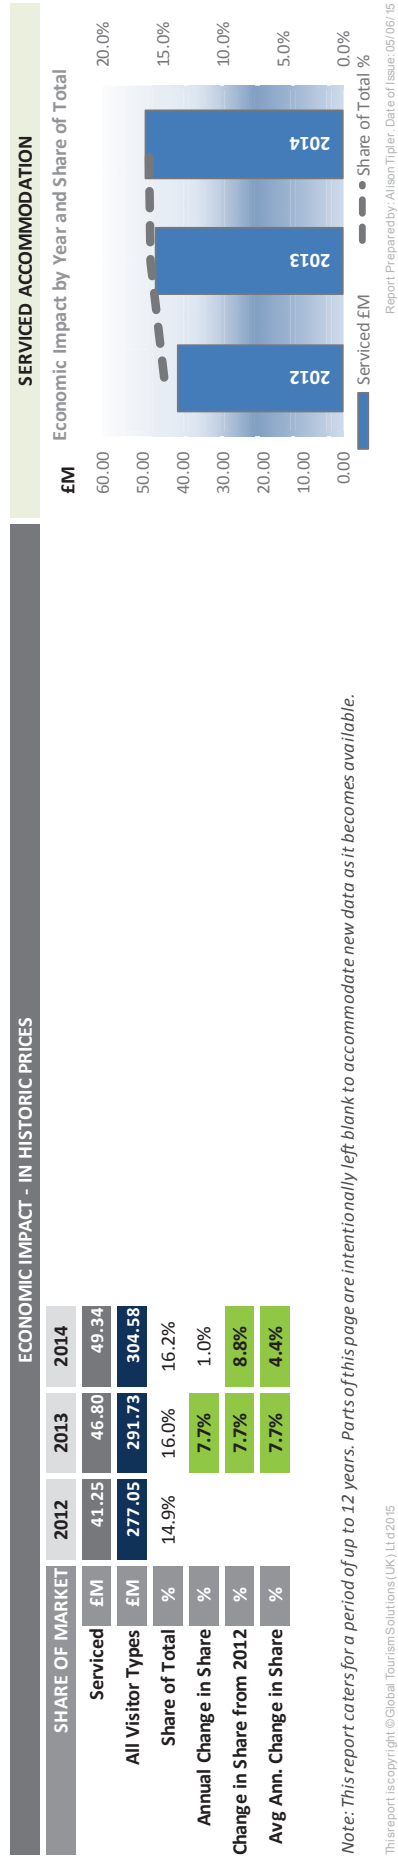 ECONOMIC IMPACT - IN HISTORIC PRICES
SERVICED ACCOMMODATION
SHARE OF MARKET 2012 2013 2014
Serviced £M 41.25 46.80 49.34
All Visitor Types £M 277.05 291.73 304.58
Share of Total % 14.9% 16.0% 16.2%
Annual Change in Share % 7.7% 1.0%
Change in Share from 2012 % 7.7% 8.8%
Avg Ann. Change in Share % 7.7% 4.4%
£M
Economic Impact by Year and Share of Total
60.00 20.0%
50.00
40.00 15.0%
30.00 10.0%
20.00
10.00 5.0%
0.00 0.0%
2012 2013 2014
Serviced £M Share of Total %
Note: This report caters for a period of up to 12 years. Parts of this page are intentionally left blank to accommodate new data as it becomes available.
This report is copyright © Global Tourism Solutions (UK) Ltd 2015
Report Prepared by: Alison Tipler. Date of Issue: 05/06/15